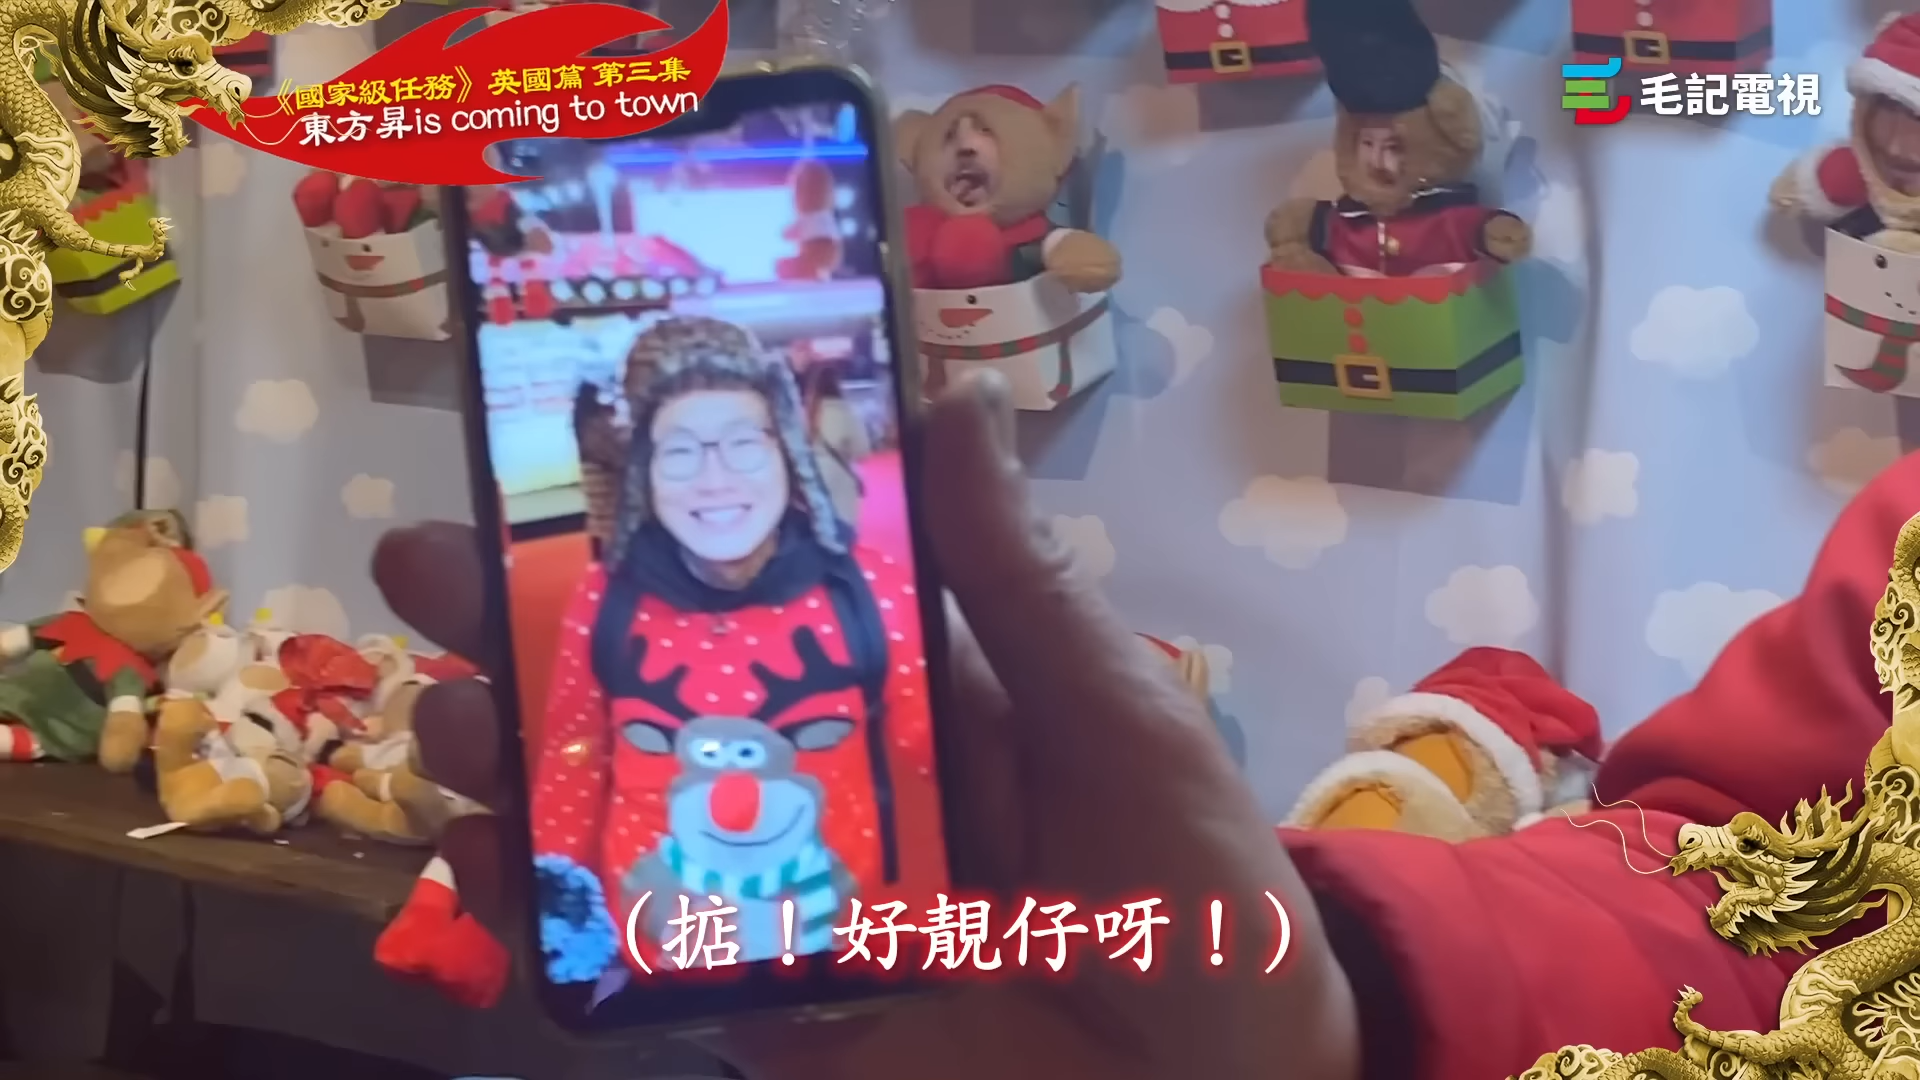 《國家級任務》英國篇 第三集
東方昇is coming to town
毛記電視
(掂！好靚仔呀！)